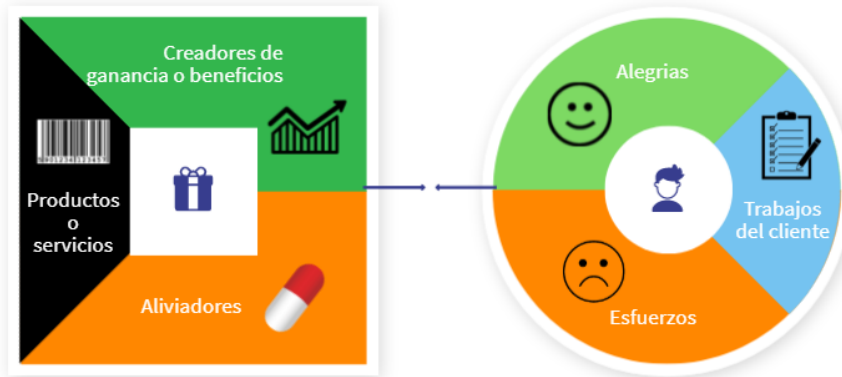 Creadores de
ganancia o beneficios
Productos
o
servicios
Aliviadores
Alegrias
Trabajos
del cliente
Esfuerzos